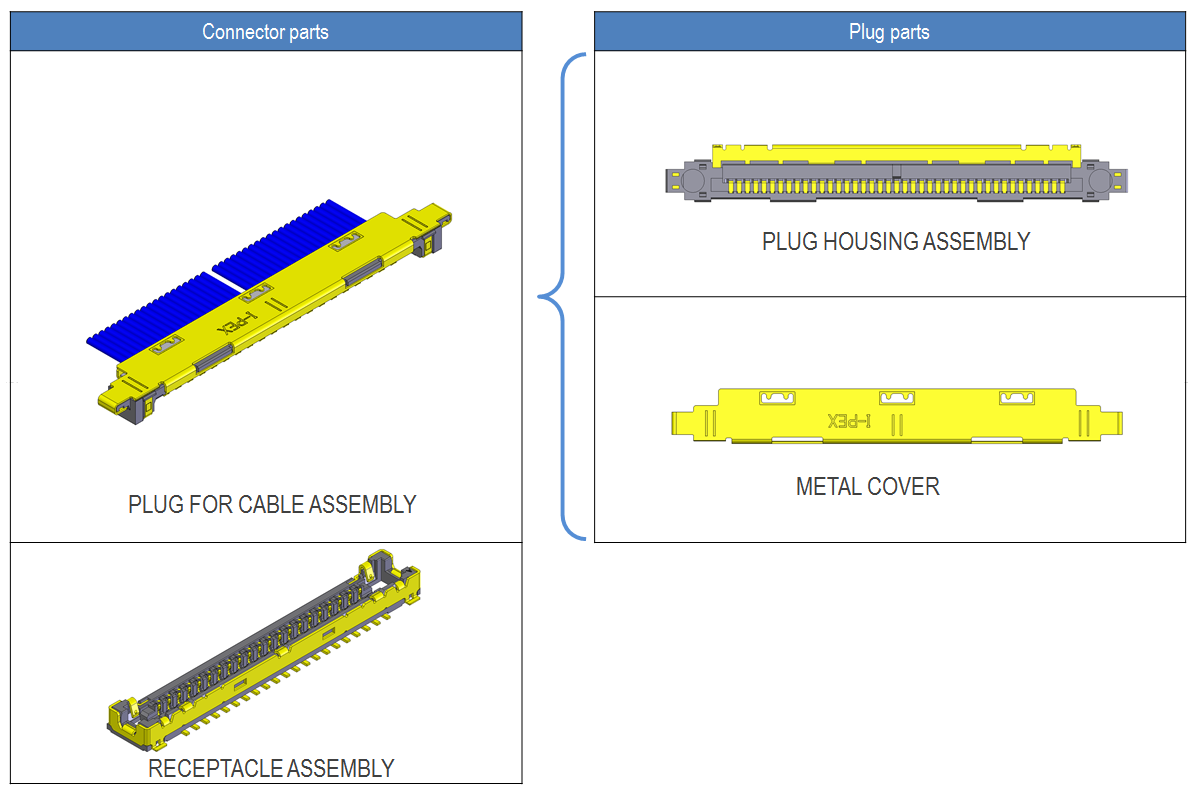 Connector parts
Plug parts
I-PEX
PLUG FOR CABLE ASSEMBLY
RECEPTACLE ASSEMBLY
PLUG HOUSING ASSEMBLY
I-PEX
METAL COVER